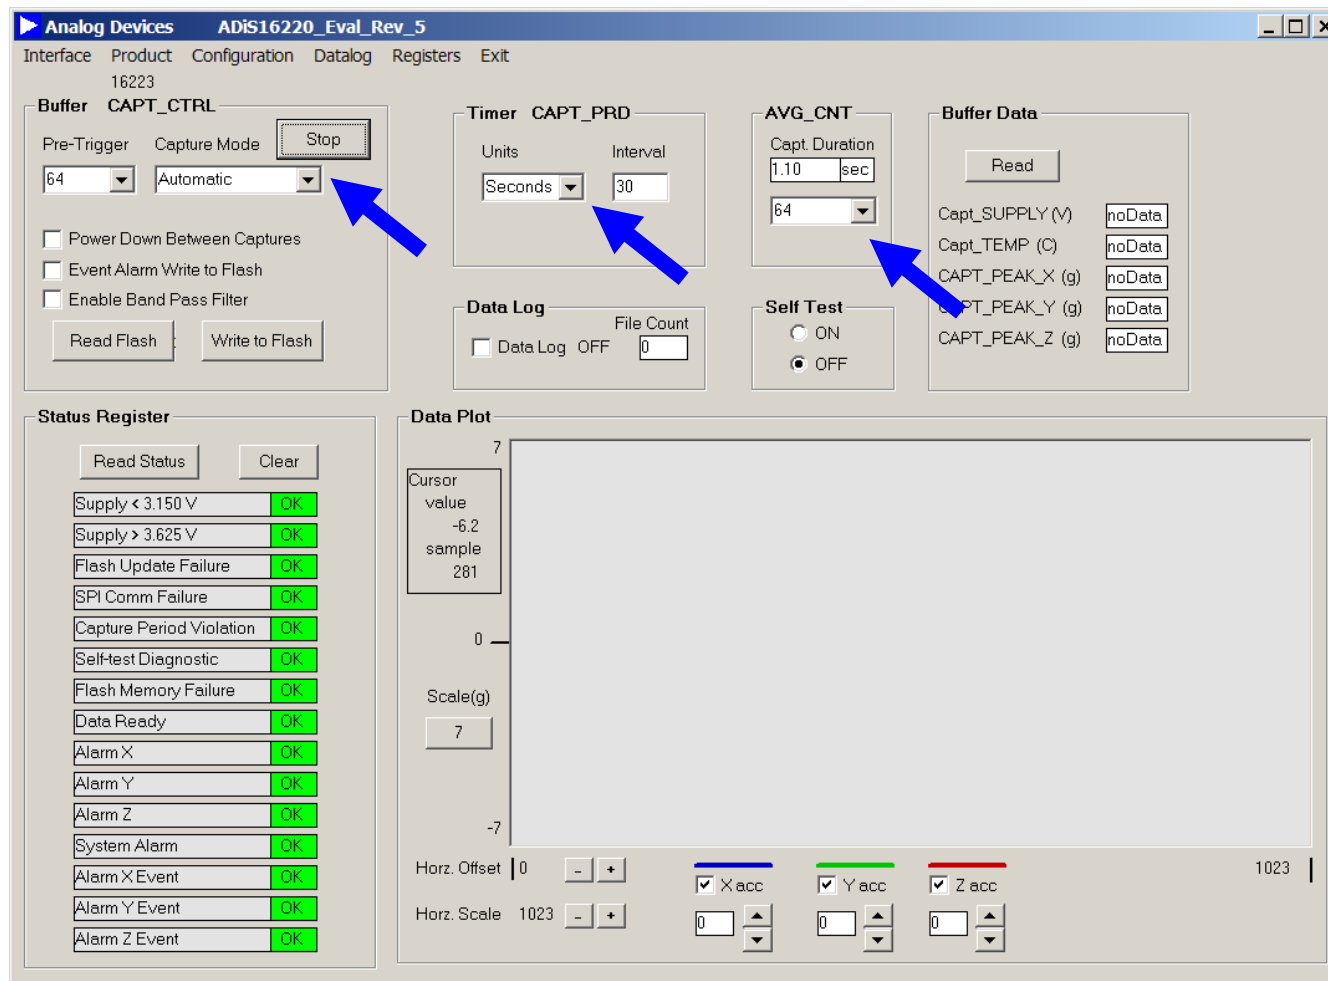 Analog Devices ADiS16220_Eval_Rev_5
Interface Product Configuration Datalog Registers Exit
16223
Buffer CAPT_CTRL
Pre-Trigger Capture Mode Stop
64 Automatic
Power Down Between Captures
Event Alarm Write to Flash
Enable Band Pass Filter
Read Flash Write to Flash
Timer CAPT_PRD
Units Interval
Seconds 30
Data Log
File Count
Data Log OFF 0
AVG_CNT
Capt. Duration
1.10 sec
64
Self Test
ON
OFF
Buffer Data
Read
Capt_SUPPLY (V) noData
Capt_TEMP (C) noData
CAPT_PEAK_X (g) noData
CAPT_PEAK_Y (g) noData
CAPT_PEAK_Z (g) noData
Status Register
Read Status Clear
Supply < 3.150 V OK
Supply > 3.625 V OK
Flash Update Failure OK
SPI Comm Failure OK
Capture Period Violation OK
Self-test Diagnostic OK
Flash Memory Failure OK
Data Ready OK
Alarm X OK
Alarm Y OK
Alarm Z OK
System Alarm OK
Alarm X Event OK
Alarm Y Event OK
Alarm Z Event OK
Data Plot
7
Cursor
value
-6.2
sample
281
0
Scale(g)
7
-7
Horz. Offset 0 - + 1023
X acc Y acc Z acc
Horz. Scale 1023 - +
0 0 0